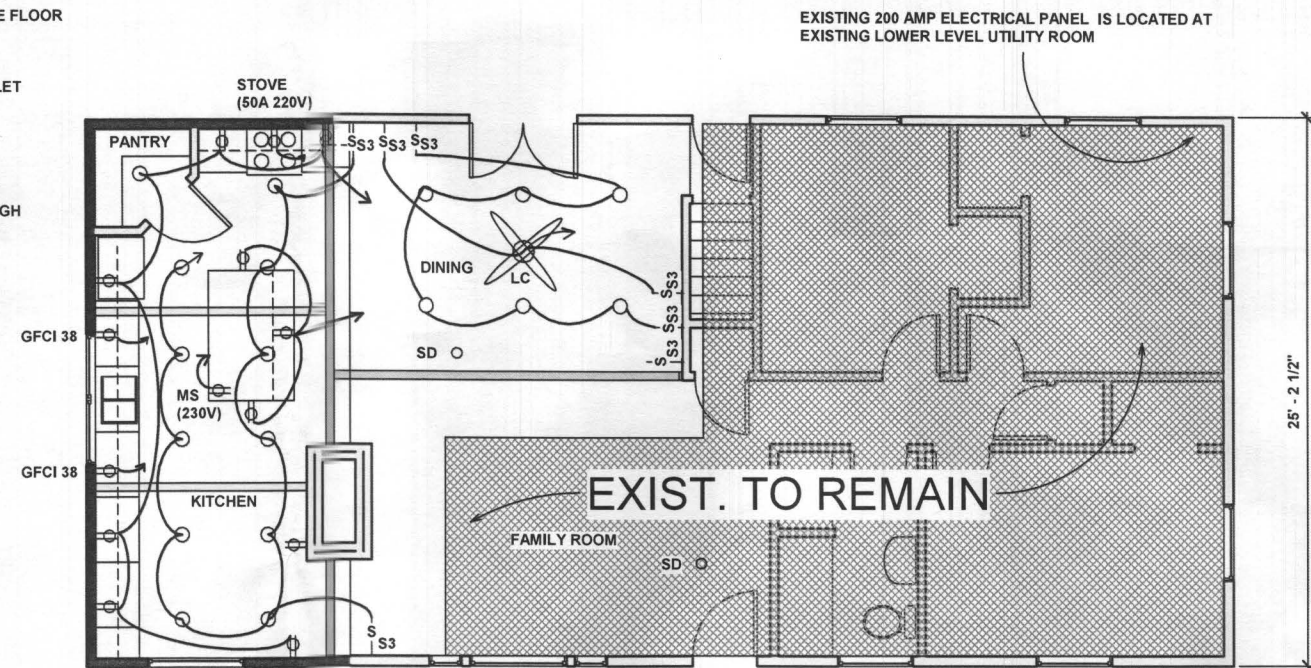 E FLOOR
EXISTING 200 AMP ELECTRICAL PANEL IS LOCATED AT
EXISTING LOWER LEVEL UTILITY ROOM
LET
STOVE
(50A 220V)
PANTRY
S S3
S S3
S S3
GH
DINING
LC
S S3
S S3
S S3
GFCI 38
SD
MS
(230V)
25' - 2 1/2"
GFCI 38
KITCHEN
EXIST. TO REMAIN
FAMILY ROOM
SD
S S3